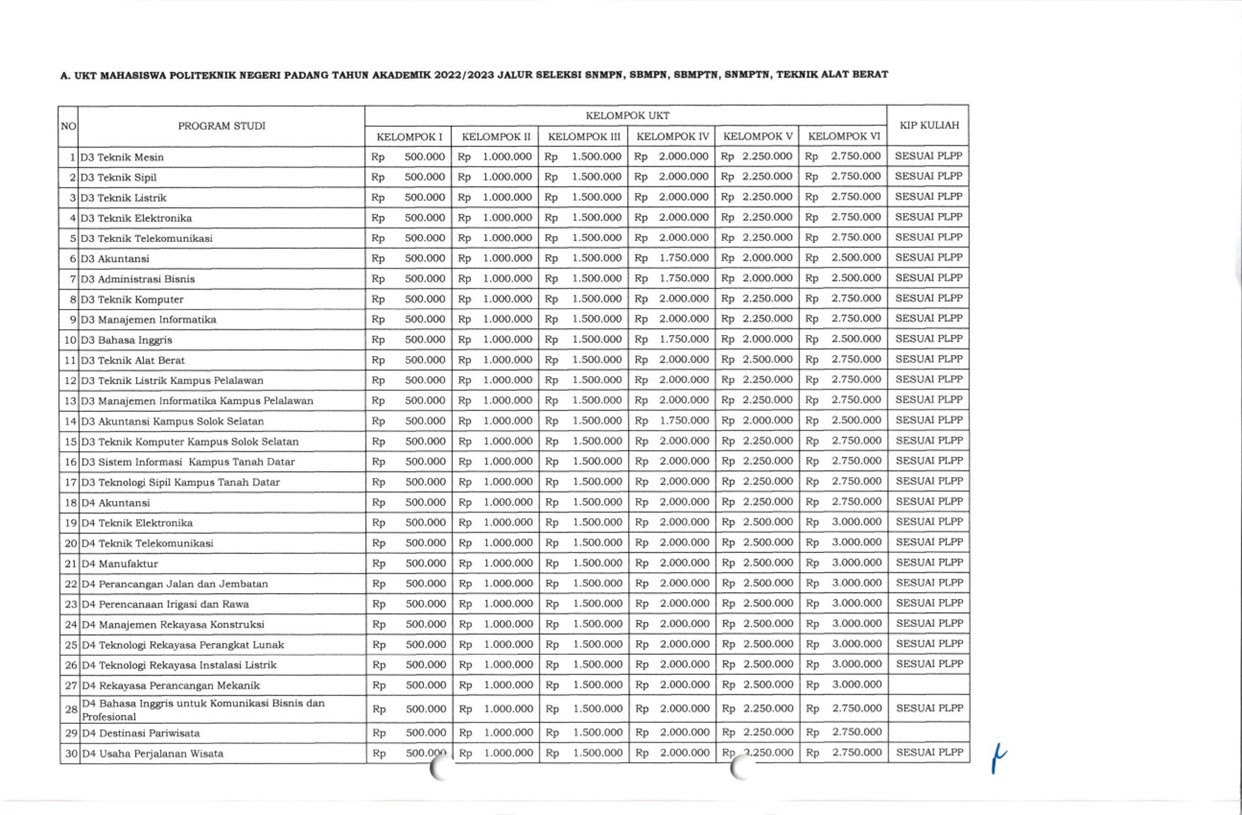 A. UKT MAHASISWA POLITEKNIK NEGERI PADANG TAHUN AKADEMIK 2022/2023 JALUR SELEKSI SNMPN, SBMPN, SBMPTN, SNMPTN, TEKNIK ALAT BERAT
NO PROGRAM STUDI KELOMPOK UKT KIP KULIAH
KELOMPOK I KELOMPOK II KELOMPOK III KELOMPOK IV KELOMPOK V KELOMPOK VI
1 D3 Teknik Mesin Rp 500.000 Rp 1.000.000 Rp 1.500.000 Rp 2.000.000 Rp 2.250.000 Rp 2.750.000 SESUAI PLPP
2 D3 Teknik Sipil Rp 500.000 Rp 1.000.000 Rp 1.500.000 Rp 2.000.000 Rp 2.250.000 Rp 2.750.000 SESUAI PLPP
3 D3 Teknik Listrik Rp 500.000 Rp 1.000.000 Rp 1.500.000 Rp 2.000.000 Rp 2.250.000 Rp 2.750.000 SESUAI PLPP
4 D3 Teknik Elektronika Rp 500.000 Rp 1.000.000 Rp 1.500.000 Rp 2.000.000 Rp 2.250.000 Rp 2.750.000 SESUAI PLPP
5 D3 Teknik Telekomunikasi Rp 500.000 Rp 1.000.000 Rp 1.500.000 Rp 2.000.000 Rp 2.250.000 Rp 2.750.000 SESUAI PLPP
6 D3 Akuntansi Rp 500.000 Rp 1.000.000 Rp 1.500.000 Rp 1.750.000 Rp 2.000.000 Rp 2.500.000 SESUAI PLPP
7 D3 Administrasi Bisnis Rp 500.000 Rp 1.000.000 Rp 1.500.000 Rp 1.750.000 Rp 2.000.000 Rp 2.500.000 SESUAI PLPP
8 D3 Teknik Komputer Rp 500.000 Rp 1.000.000 Rp 1.500.000 Rp 2.000.000 Rp 2.250.000 Rp 2.750.000 SESUAI PLPP
9 D3 Manajemen Informatika Rp 500.000 Rp 1.000.000 Rp 1.500.000 Rp 2.000.000 Rp 2.250.000 Rp 2.750.000 SESUAI PLPP
10 D3 Bahasa Inggris Rp 500.000 Rp 1.000.000 Rp 1.500.000 Rp 1.750.000 Rp 2.000.000 Rp 2.500.000 SESUAI PLPP
11 D3 Teknik Alat Berat Rp 500.000 Rp 1.000.000 Rp 1.500.000 Rp 2.000.000 Rp 2.500.000 Rp 2.750.000 SESUAI PLPP
12 D3 Teknik Listrik Kampus Pelalawan Rp 500.000 Rp 1.000.000 Rp 1.500.000 Rp 2.000.000 Rp 2.250.000 Rp 2.750.000 SESUAI PLPP
13 D3 Manajemen Informatika Kampus Pelalawan Rp 500.000 Rp 1.000.000 Rp 1.500.000 Rp 2.000.000 Rp 2.250.000 Rp 2.750.000 SESUAI PLPP
14 D3 Akuntansi Kampus Solok Selatan Rp 500.000 Rp 1.000.000 Rp 1.500.000 Rp 1.750.000 Rp 2.000.000 Rp 2.500.000 SESUAI PLPP
15 D3 Teknik Komputer Kampus Solok Selatan Rp 500.000 Rp 1.000.000 Rp 1.500.000 Rp 2.000.000 Rp 2.250.000 Rp 2.750.000 SESUAI PLPP
16 D3 Sistem Informasi Kampus Tanah Datar Rp 500.000 Rp 1.000.000 Rp 1.500.000 Rp 2.000.000 Rp 2.250.000 Rp 2.750.000 SESUAI PLPP
17 D3 Teknologi Sipil Kampus Tanah Datar Rp 500.000 Rp 1.000.000 Rp 1.500.000 Rp 2.000.000 Rp 2.250.000 Rp 2.750.000 SESUAI PLPP
18 D4 Akuntansi Rp 500.000 Rp 1.000.000 Rp 1.500.000 Rp 2.000.000 Rp 2.250.000 Rp 2.750.000 SESUAI PLPP
19 D4 Teknik Elektronika Rp 500.000 Rp 1.000.000 Rp 1.500.000 Rp 2.000.000 Rp 2.500.000 Rp 3.000.000 SESUAI PLPP
20 D4 Teknik Telekomunikasi Rp 500.000 Rp 1.000.000 Rp 1.500.000 Rp 2.000.000 Rp 2.500.000 Rp 3.000.000 SESUAI PLPP
21 D4 Manufaktur Rp 500.000 Rp 1.000.000 Rp 1.500.000 Rp 2.000.000 Rp 2.500.000 Rp 3.000.000 SESUAI PLPP
22 D4 Perancangan Jalan dan Jembatan Rp 500.000 Rp 1.000.000 Rp 1.500.000 Rp 2.000.000 Rp 2.500.000 Rp 3.000.000 SESUAI PLPP
23 D4 Perencanaan Irigasi dan Rawa Rp 500.000 Rp 1.000.000 Rp 1.500.000 Rp 2.000.000 Rp 2.500.000 Rp 3.000.000 SESUAI PLPP
24 D4 Manajemen Rekayasa Konstruksi Rp 500.000 Rp 1.000.000 Rp 1.500.000 Rp 2.000.000 Rp 2.500.000 Rp 3.000.000 SESUAI PLPP
25 D4 Teknologi Rekayasa Perangkat Lunak Rp 500.000 Rp 1.000.000 Rp 1.500.000 Rp 2.000.000 Rp 2.500.000 Rp 3.000.000 SESUAI PLPP
26 D4 Teknologi Rekayasa Instalasi Listrik Rp 500.000 Rp 1.000.000 Rp 1.500.000 Rp 2.000.000 Rp 2.500.000 Rp 3.000.000 SESUAI PLPP
27 D4 Rekayasa Perancangan Mekanik Rp 500.000 Rp 1.000.000 Rp 1.500.000 Rp 2.000.000 Rp 2.500.000 Rp 3.000.000
28 D4 Bahasa Inggris untuk Komunikasi Bisnis dan
Profesional Rp 500.000 Rp 1.000.000 Rp 1.500.000 Rp 2.000.000 Rp 2.250.000 Rp 2.750.000 SESUAI PLPP
29 D4 Destinasi Pariwisata Rp 500.000 Rp 1.000.000 Rp 1.500.000 Rp 2.000.000 Rp 2.250.000 Rp 2.750.000
30 D4 Usaha Perjalanan Wisata Rp 500.000 Rp 1.000.000 Rp 1.500.000 Rp 2.000.000 Rp 2.250.000 Rp 2.750.000 SESUAI PLPP